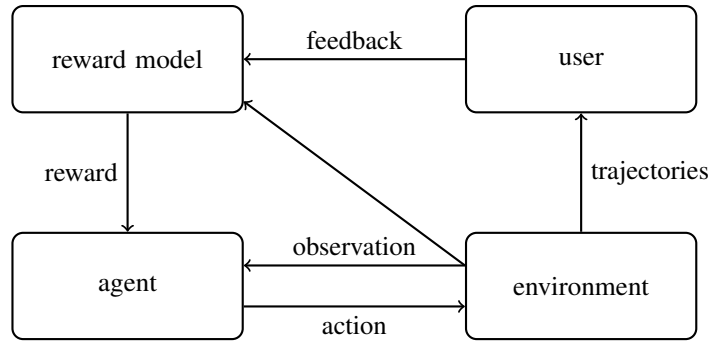 feedback
reward model
user
reward
trajectories
observation
agent
environment
action